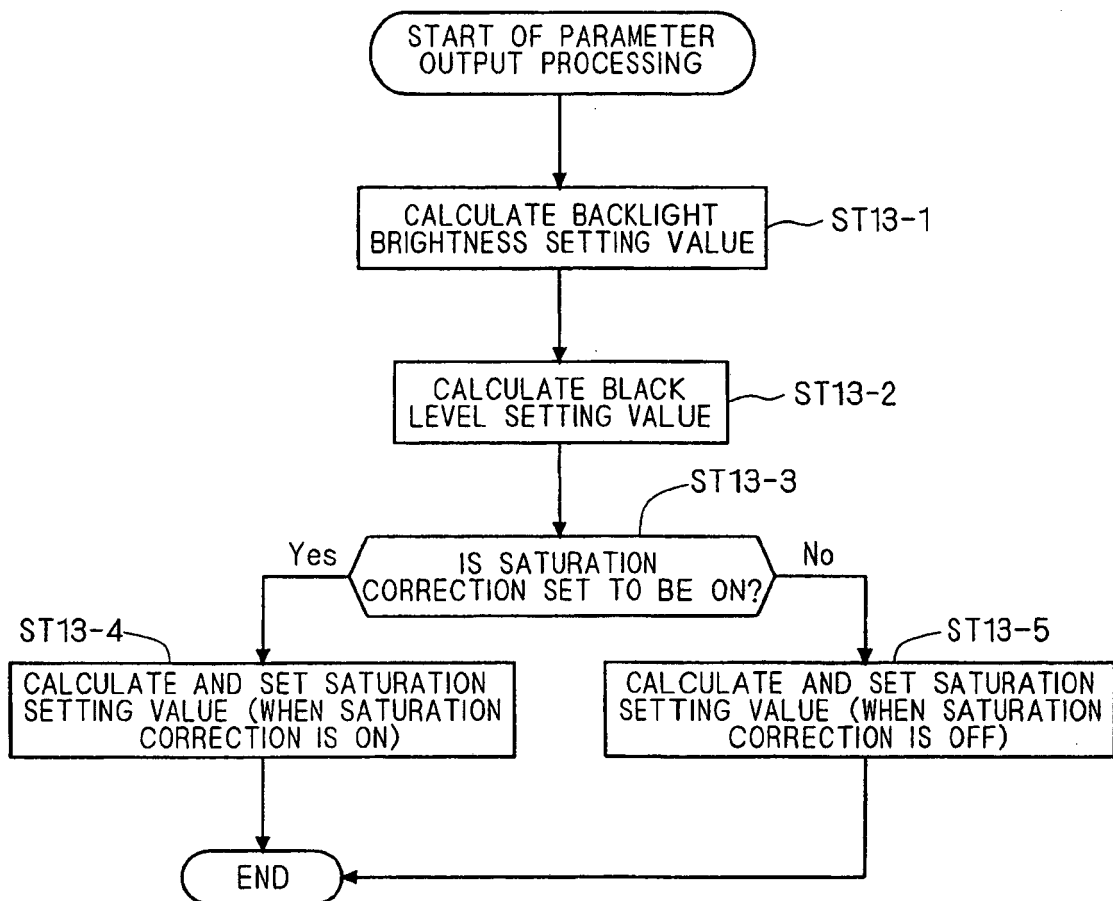 START OF PARAMETER
OUTPUT PROCESSING
CALCULATE BACKLIGHT
BRIGHTNESS SETTING VALUE
ST13-1
CALCULATE BLACK
LEVEL SETTING VALUE
ST13-2
ST13-3
Yes
IS SATURATION
CORRECTION SET TO BE ON?
No
ST13-4
CALCULATE AND SET SATURATION
SETTING VALUE (WHEN SATURATION
CORRECTION IS ON)
ST13-5
CALCULATE AND SET SATURATION
SETTING VALUE (WHEN SATURATION
CORRECTION IS OFF)
END